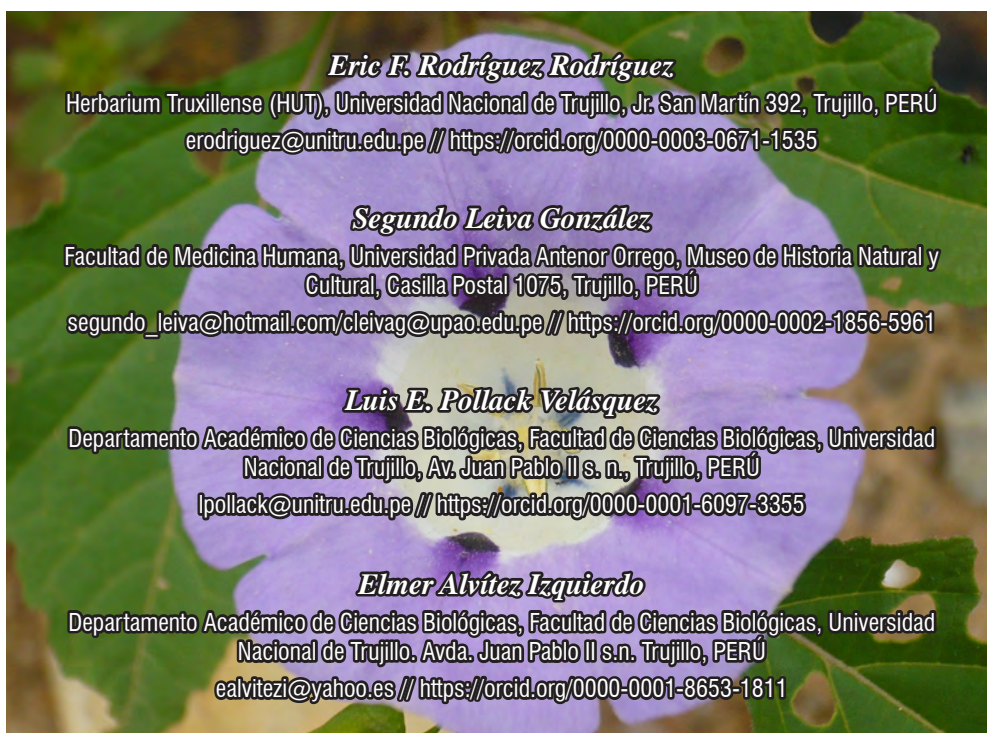 Eric F. Rodríguez Rodríguez
Herbarium Truxillense (HUT), Universidad Nacional de Trujillo, Jr. San Martín 392, Trujillo, PERÚ
erodriguez@unitru.edu.pe // https://orcid.org/0000-0003-0671-1535
Segundo Leiva González
Facultad de Medicina Humana, Universidad Privada Antenor Orrego, Museo de Historia Natural y
Cultural, Casilla Postal 1075, Trujillo, PERÚ
segundo_leiva@hotmail.com/cleivag@upao.edu.pe // https://orcid.org/0000-0002-1856-5961
Luis E. Pollack Velásquez
Departamento Académico de Ciencias Biológicas, Facultad de Ciencias Biológicas, Universidad
Nacional de Trujillo, Av. Juan Pablo II s. n., Trujillo, PERÚ
lpollack@unitru.edu.pe // https://orcid.org/0000-0001-6097-3355
Elmer Alvítez Izquierdo
Departamento Académico de Ciencias Biológicas, Facultad de Ciencias Biológicas, Universidad
Nacional de Trujillo. Avda. Juan Pablo II s.n. Trujillo, PERÚ
ealvitezi@yahoo.es // https://orcid.org/0000-0001-8653-1811